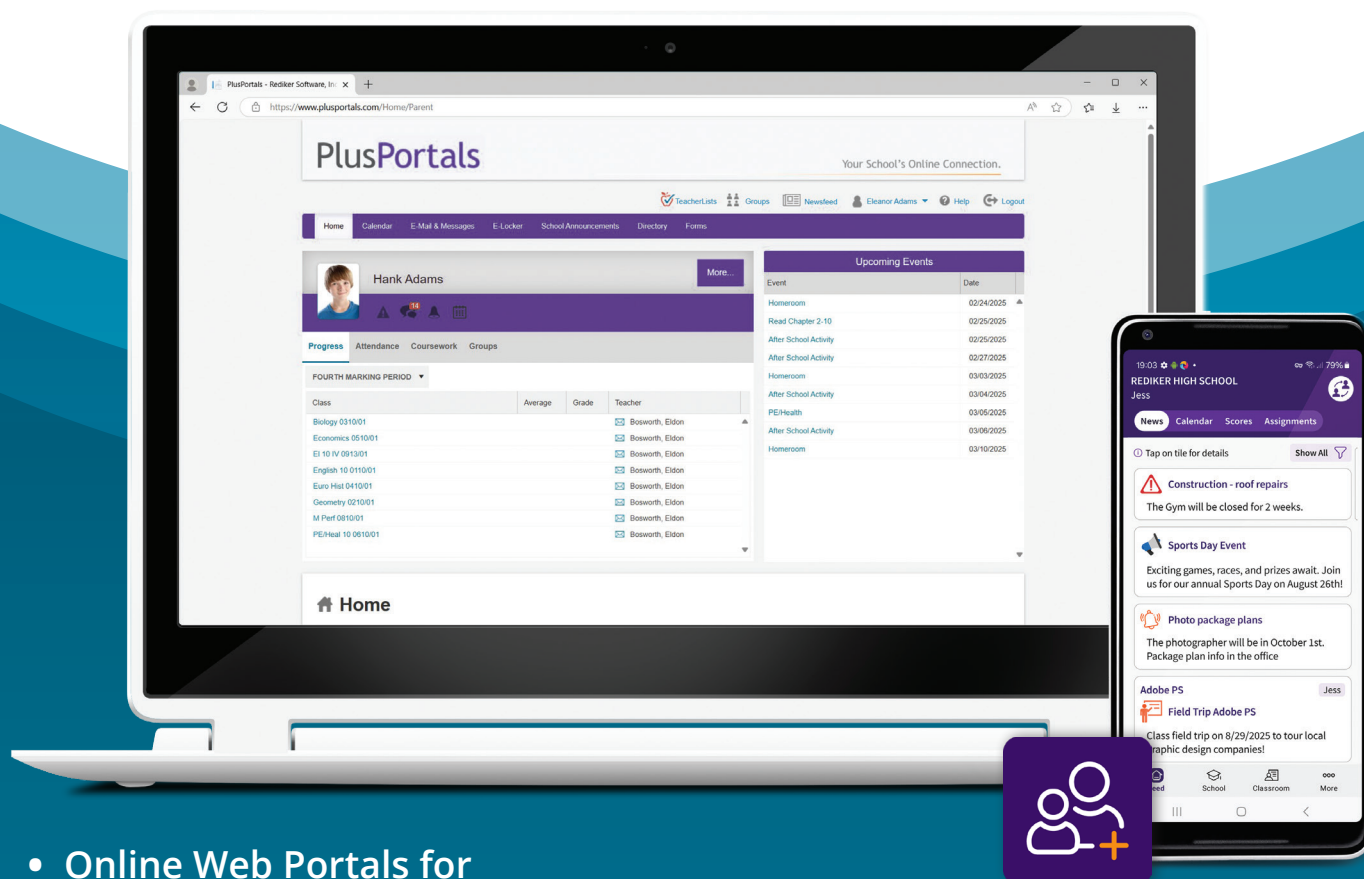 PlusPortals - Rediker Software, In
https://www.plusportals.com/Home/Parent
PlusPortals
Your School's Online Connection.
TeacherLists Groups Newsfeed Eleanor Adams Help Logout
Home Calendar E-Mail & Messages E-Locker School Announcements Directory Forms
Hank Adams
More...
14
Progress Attendance Coursework Groups
FOURTH MARKING PERIOD
Class Average Grade Teacher
Biology 0310/01 Bosworth, Eldon
Economics 0510/01 Bosworth, Eldon
EI 10 IV 0913/01 Bosworth, Eldon
English 10 0110/01 Bosworth, Eldon
Euro Hist 0410/01 Bosworth, Eldon
Geometry 0210/01 Bosworth, Eldon
M Perf 0810/01 Bosworth, Eldon
PE/Heal 10 0610/01 Bosworth, Eldon
Upcoming Events
Event Date
Homeroom 02/24/2025
Read Chapter 2-10 02/25/2025
After School Activity 02/25/2025
After School Activity 02/27/2025
Homeroom 03/03/2025
After School Activity 03/04/2025
PE/Health 03/05/2025
After School Activity 03/06/2025
Homeroom 03/10/2025
Home
19:03 79%
REDIKER HIGH SCHOOL
Jess
News Calendar Scores Assignments
Tap on tile for details Show All
Construction - roof repairs
The Gym will be closed for 2 weeks.
Sports Day Event
Exciting games, races, and prizes await. Join
us for our annual Sports Day on August 26th!
Photo package plans
The photographer will be in October 1st.
Package plan info in the office
Adobe PS Jess
Field Trip Adobe PS
Class field trip on 8/29/2025 to tour local
graphic design companies!
eed School Classroom More
• Online Web Portals for